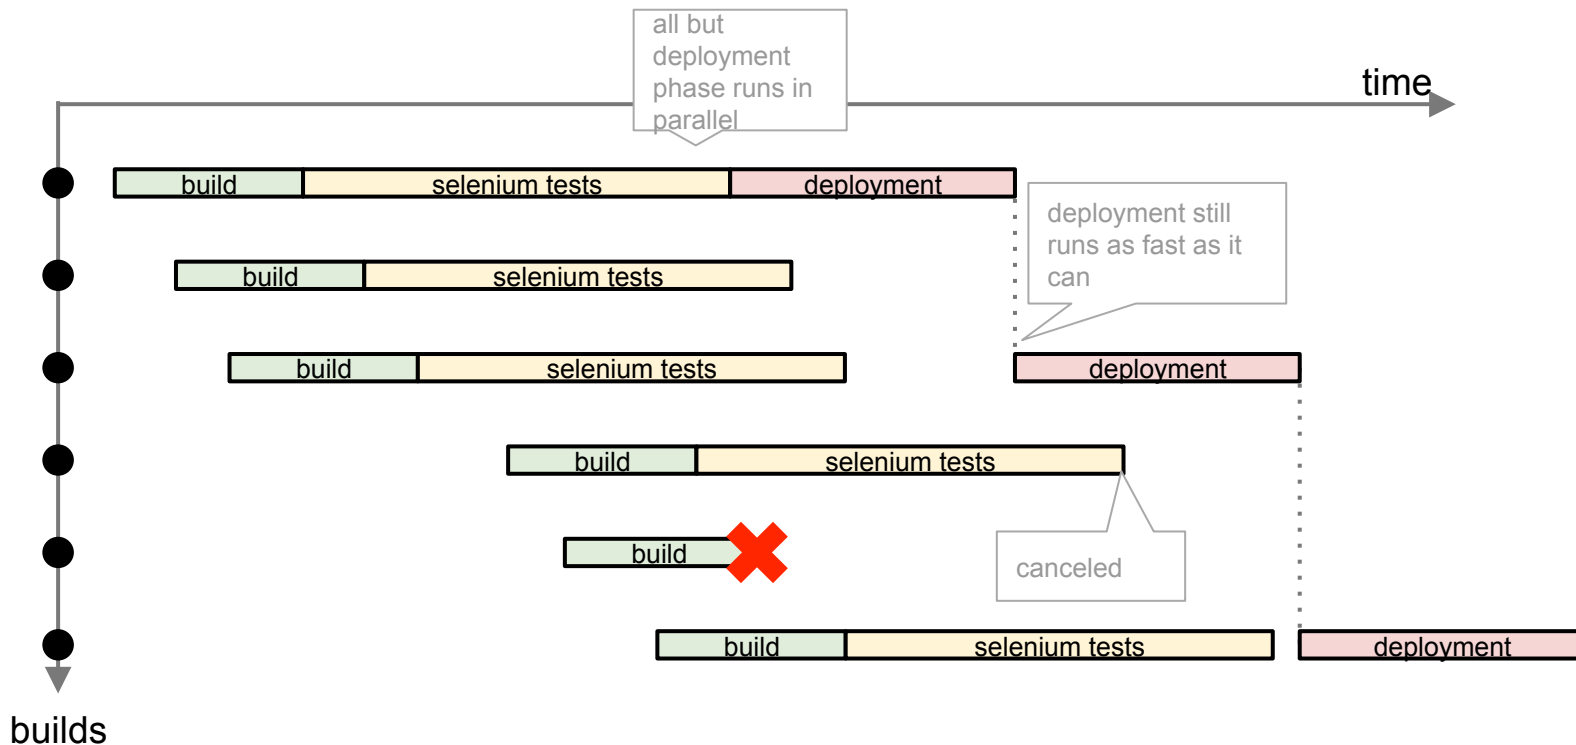 all but
deployment
phase runs in
parallel
time
build
selenium tests
deployment
deployment still
runs as fast as it
can
build
selenium tests
build
selenium tests
deployment
build
selenium tests
build
canceled
build
selenium tests
deployment
builds